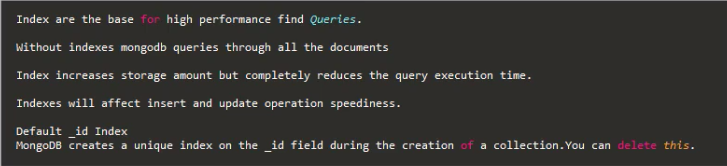 Index are the base for high performance find Queries.
Without indexes mongodb queries through all the documents
Index increases storage amount but completely reduces the query execution time.
Indexes will affect insert and update operation speediness.
Default _id Index
MongoDB creates a unique index on the _id field during the creation of a collection.You can delete this.